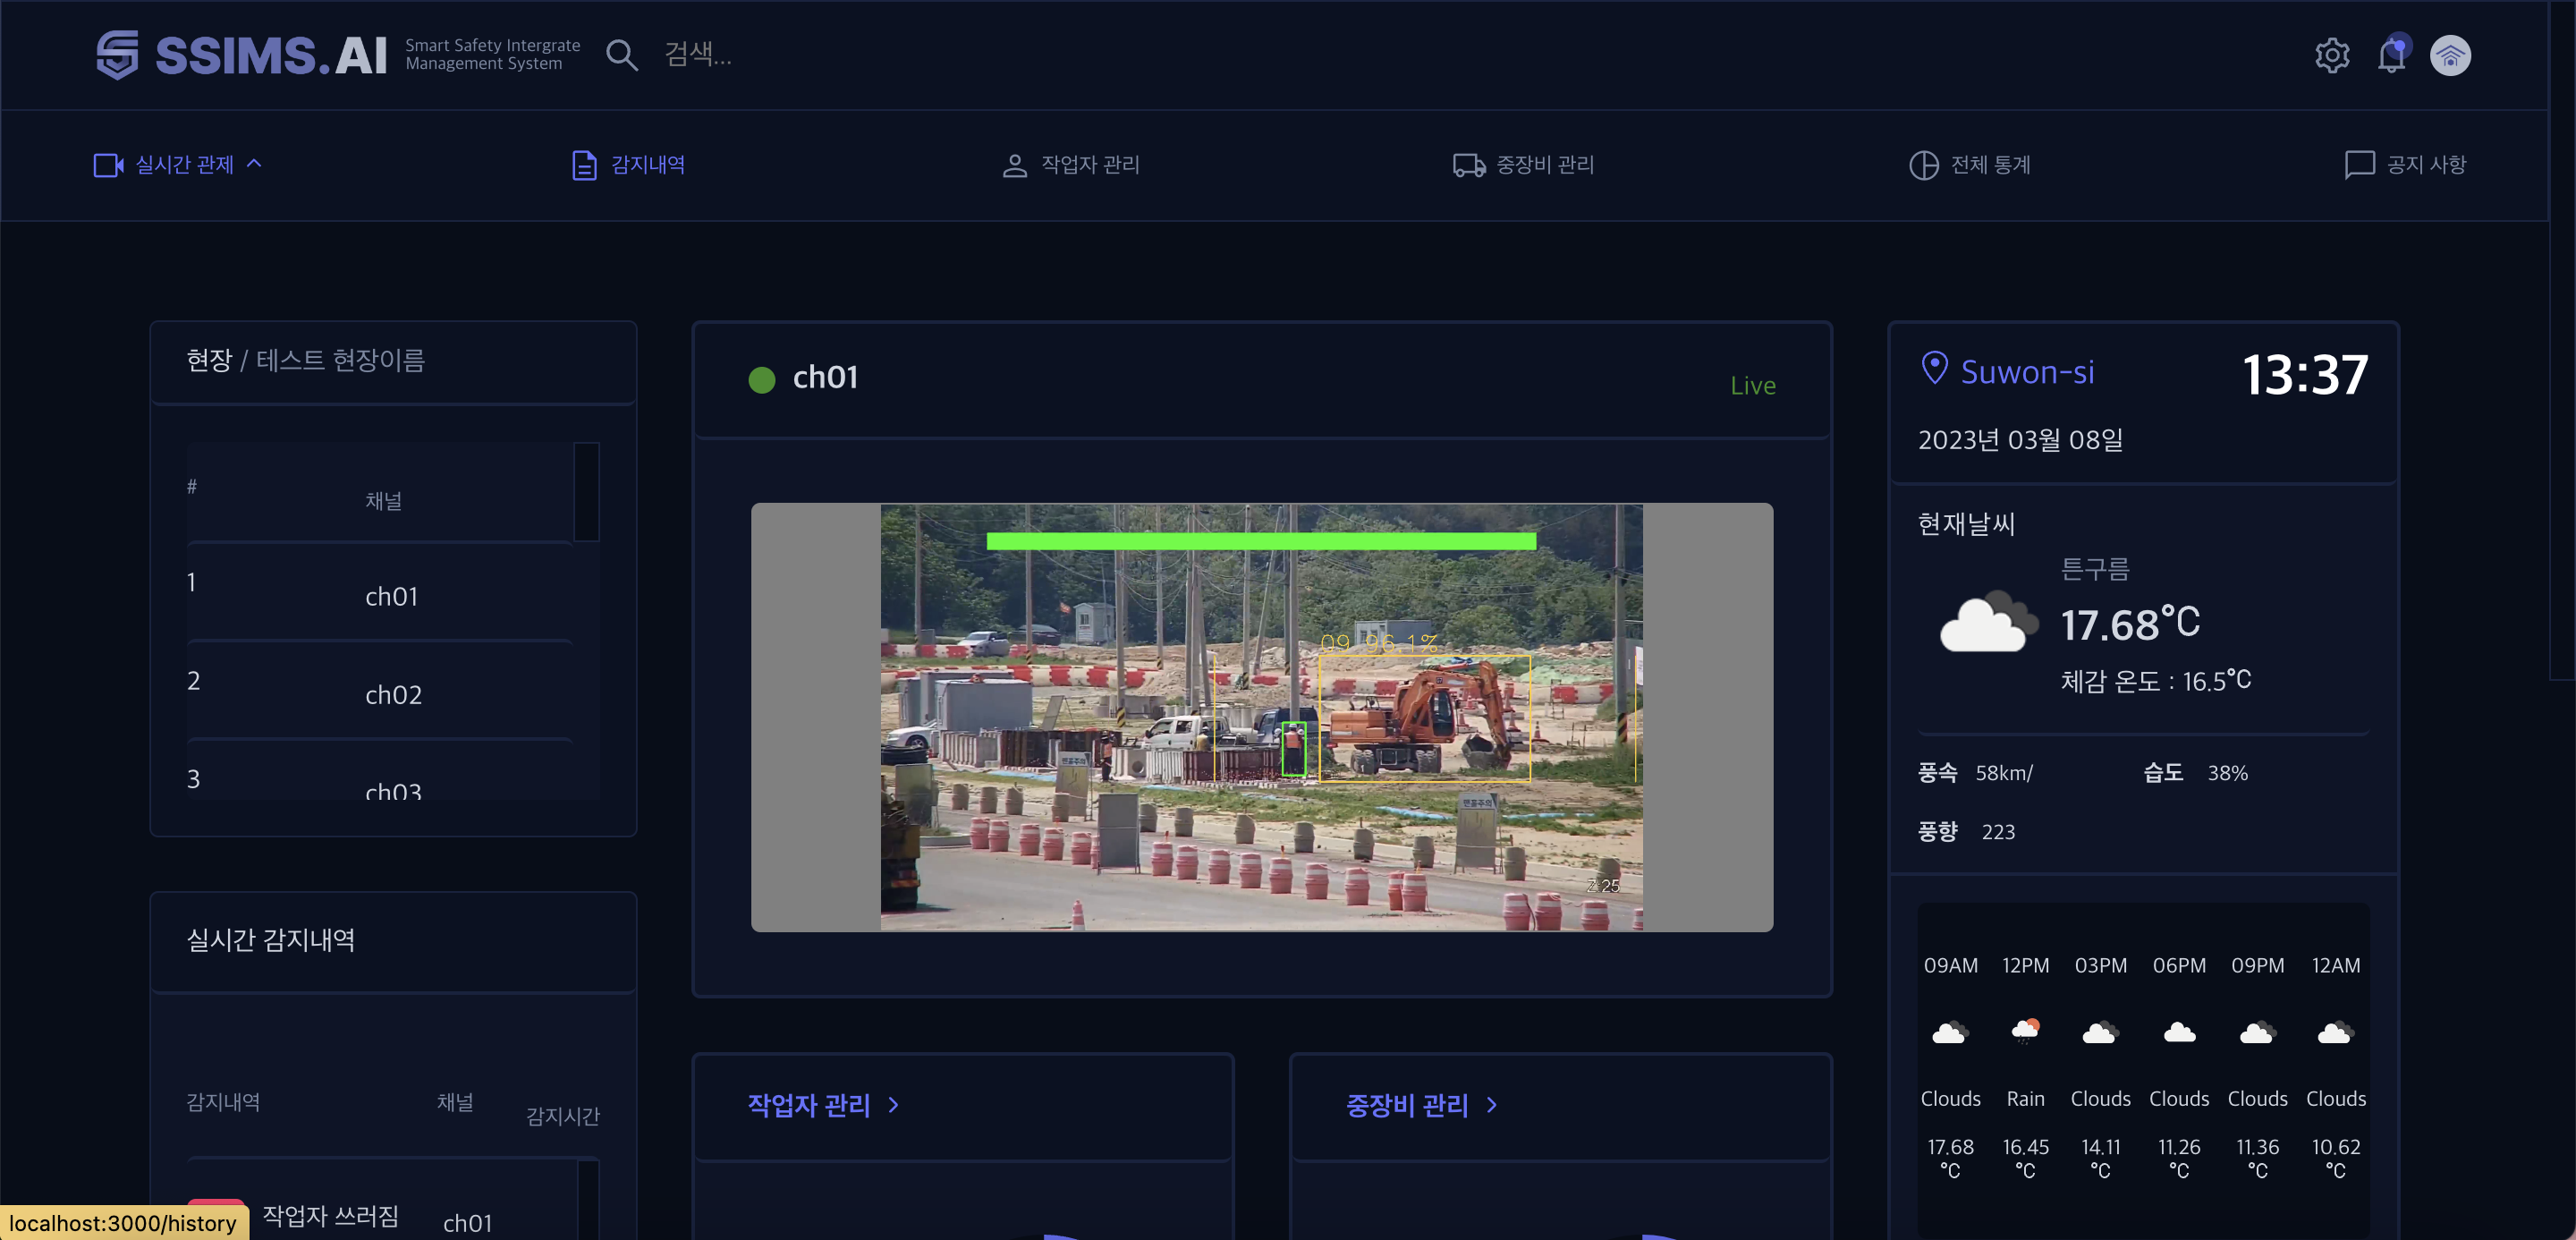 SSIMS.AI
Smart Safety Intergrate
Management System
검색...
실시간 관제
감지내역
작업자 관리
중장비 관리
전체 통계
공지 사항
현장 / 테스트 현장이름
#
채널
1
ch01
2
ch02
3
ch03
실시간 감지내역
감지내역
채널
감지시간
작업자 쓰러짐
ch01
localhost:3000/history
ch01
Live
09 96.1%
Z:25
작업자 관리
중장비 관리
Suwon-si
13:37
2023년 03월 08일
현재날씨
튼구름
17.68°C
체감 온도 : 16.5°C
풍속 58km/
습도 38%
풍향 223
09AM 12PM 03PM 06PM 09PM 12AM
Clouds Rain Clouds Clouds Clouds Clouds
17.68 16.45 14.11 11.26 11.36 10.62
°C °C °C °C °C °C